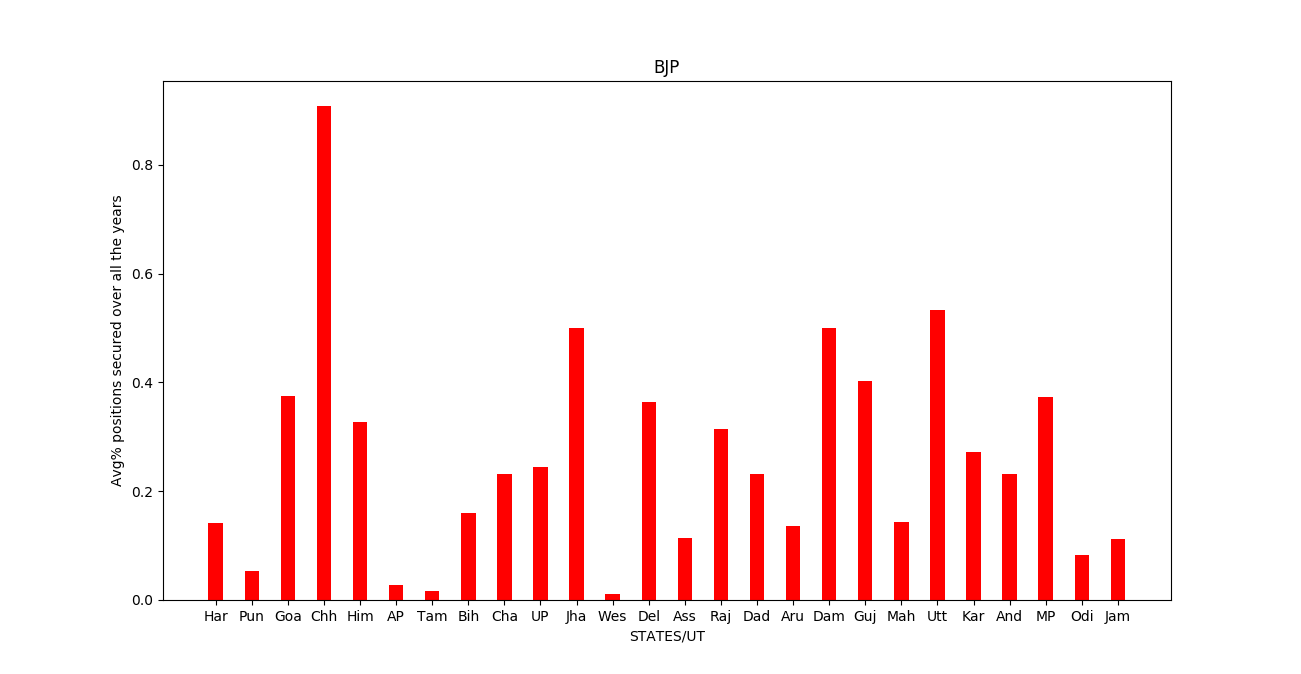 BJP
Avg% positions secured over all the years
0.8
0.6
0.4
0.2
0.0
Har Pun Goa Chh Him AP Tam Bih Cha UP Jha Wes Del Ass Raj Dad Aru Dam Guj Mah Utt Kar And MP Odi Jam
STATES/UT